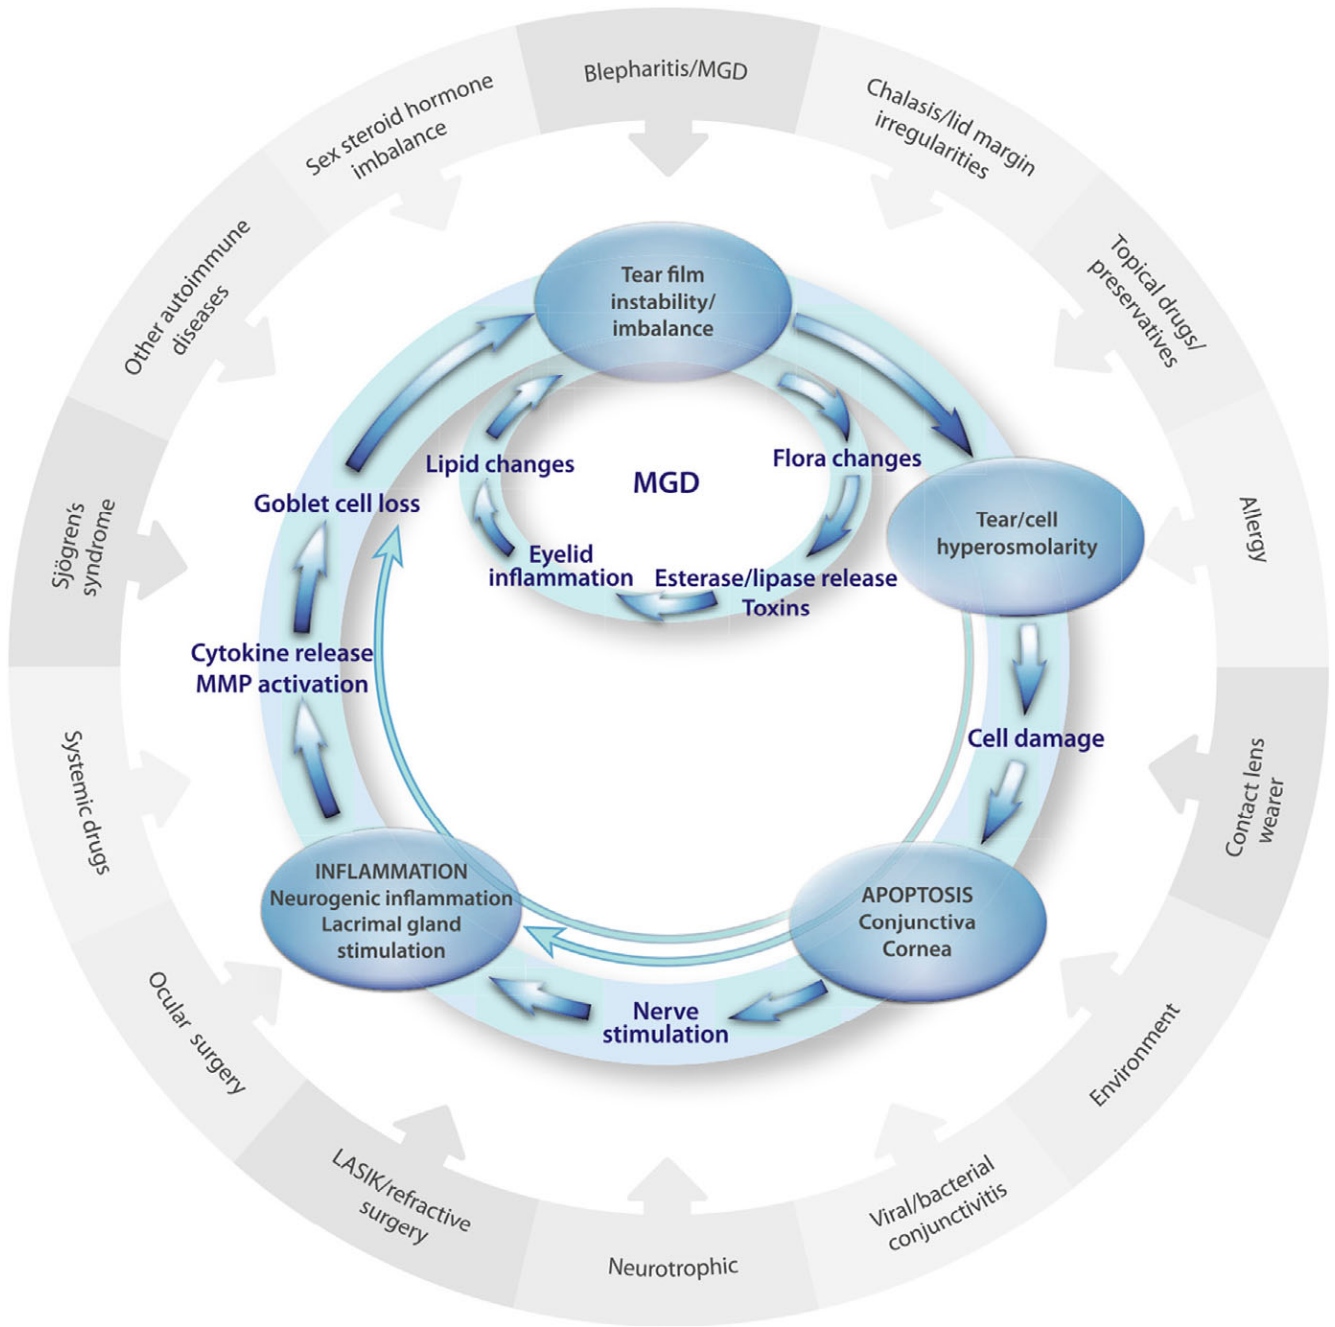 Blepharitis/MGD
Chalasis/lid margin
irregularities
Topical drugs/
preservatives
Allergy
Contact lens
wearer
Environment
Viral/bacterial
conjunctivitis
Neurotrophic
LASIK/refractive
surgery
Ocular surgery
Systemic drugs
Sjögren's
syndrome
Other autoimmune
diseases
Sex steroid hormone
imbalance
Tear film
instability/
imbalance
Tear/cell
hyperosmolarity
Cell damage
APOPTOSIS
Conjunctiva
Cornea
Nerve
stimulation
INFLAMMATION
Neurogenic inflammation
Lacrimal gland
stimulation
Cytokine release
MMP activation
Goblet cell loss
MGD
Flora changes
Esterase/lipase release
Toxins
Eyelid
inflammation
Lipid changes